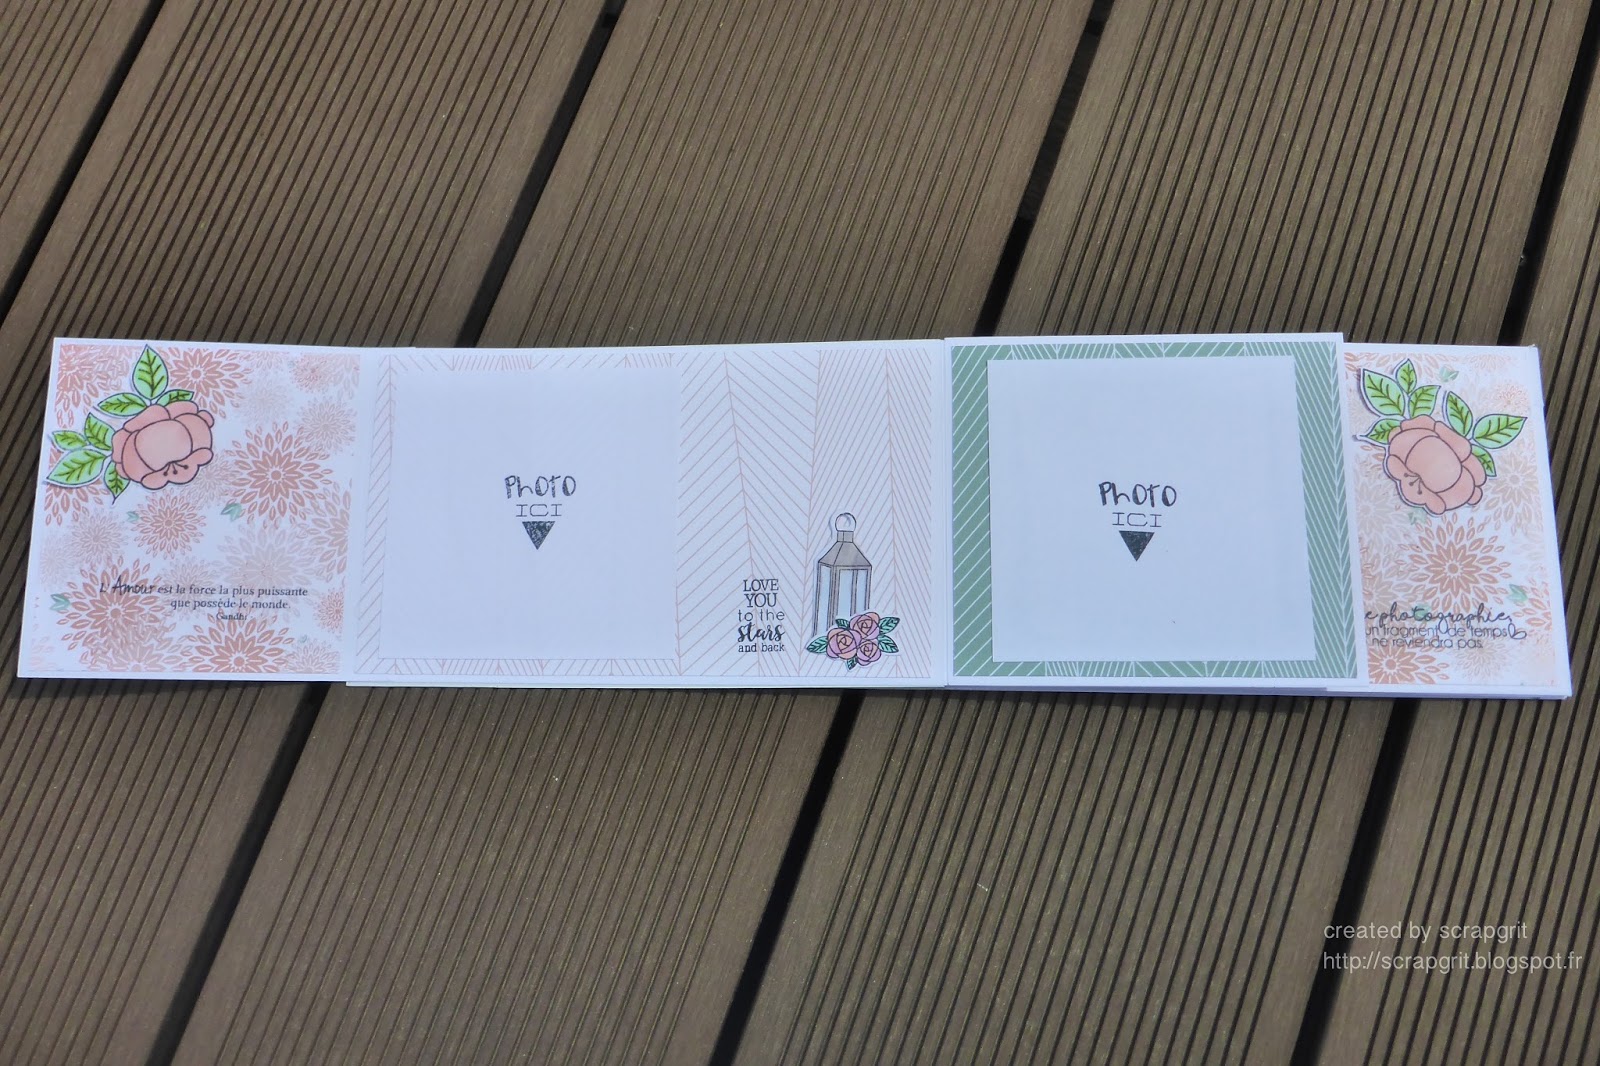 L'Amour est la force la plus puissante
que posséde le monde.
Gandhi
PHOTO
ICI
LOVE
YOU
to the
stars
and back
PHOTO
ICI
photographie,
un fragment de temps
ne reviendra pas
created by scrapgrit
http://scrapgrit.blogspot.fr